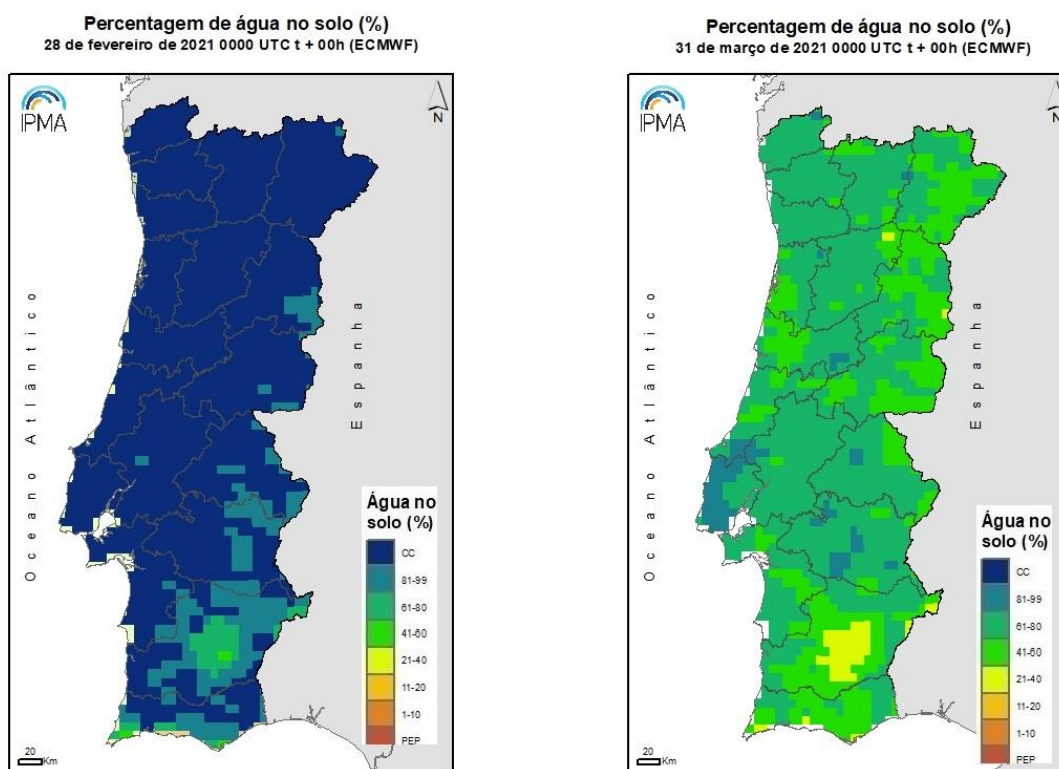 Percentagem de água no solo (%)
28 de fevereiro de 2021 0000 UTC t + 00h (ECMWF)
IPMA
N
Oceano Atlântico
Espanha
Água no
solo (%)
CC
81-99
61-80
41-60
21-40
11-20
1-10
PEP
20
Km
Percentagem de água no solo (%)
31 de março de 2021 0000 UTC t + 00h (ECMWF)
IPMA
N
Oceano Atlântico
Espanha
Água no
solo (%)
CC
81-99
61-80
41-60
21-40
11-20
1-10
PEP
20
Km